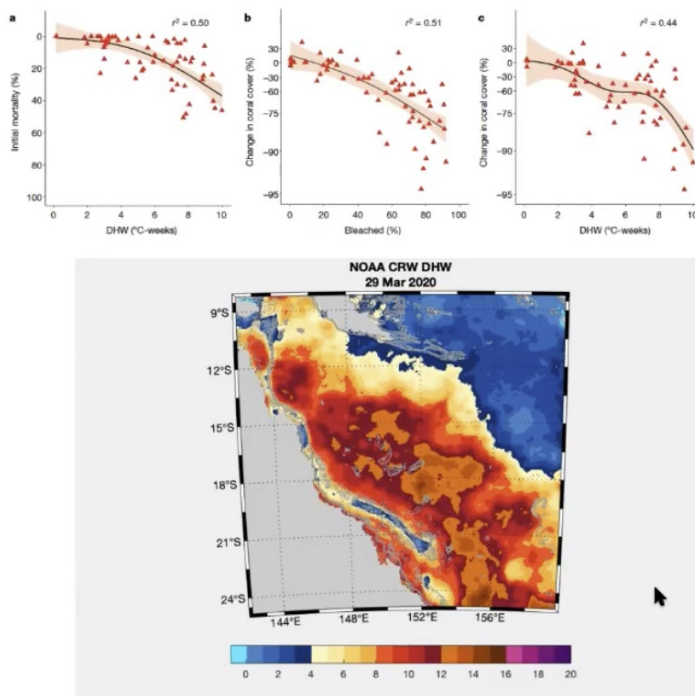 a
r² = 0.50
Initial mortality (%)
0
20
40
60
80
100
0 2 4 6 8 10
DHW (ºC-weeks)
b
r² = 0.51
Change in coral cover (%)
30
0
−30
−60
−75
−90
−95
0 20 40 60 80 100
Bleached (%)
c
r² = 0.44
Change in coral cover (%)
30
0
−30
−60
−75
−90
−95
0 2 4 6 8 10
DHW (ºC-weeks)
NOAA CRW DHW
29 Mar 2020
9°S
12°S
15°S
18°S
21°S
24°S
144°E 148°E 152°E 156°E
0 2 4 6 8 10 12 14 16 18 20